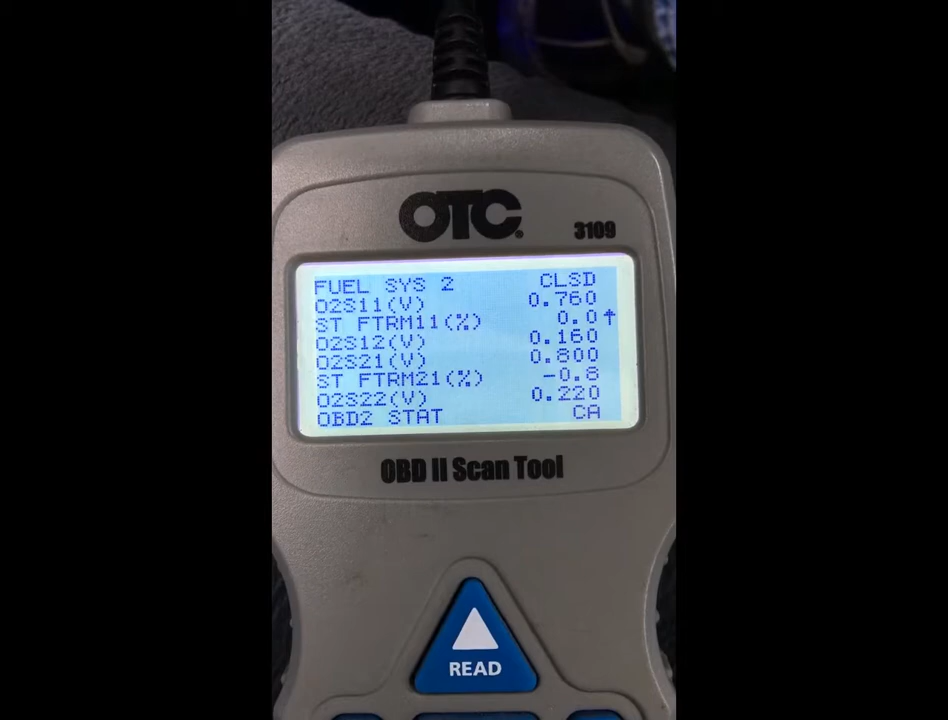 OTC
3109
FUEL SYS 2 CLSD
O2S11(V) 0.760
ST FTRM11(%) 0.0↑
O2S12(V) 0.160
O2S21(V) 0.800
ST FTRM21(%) -0.8
O2S22(V) 0.220
OBD2 STAT CA
OBD II Scan Tool
READ